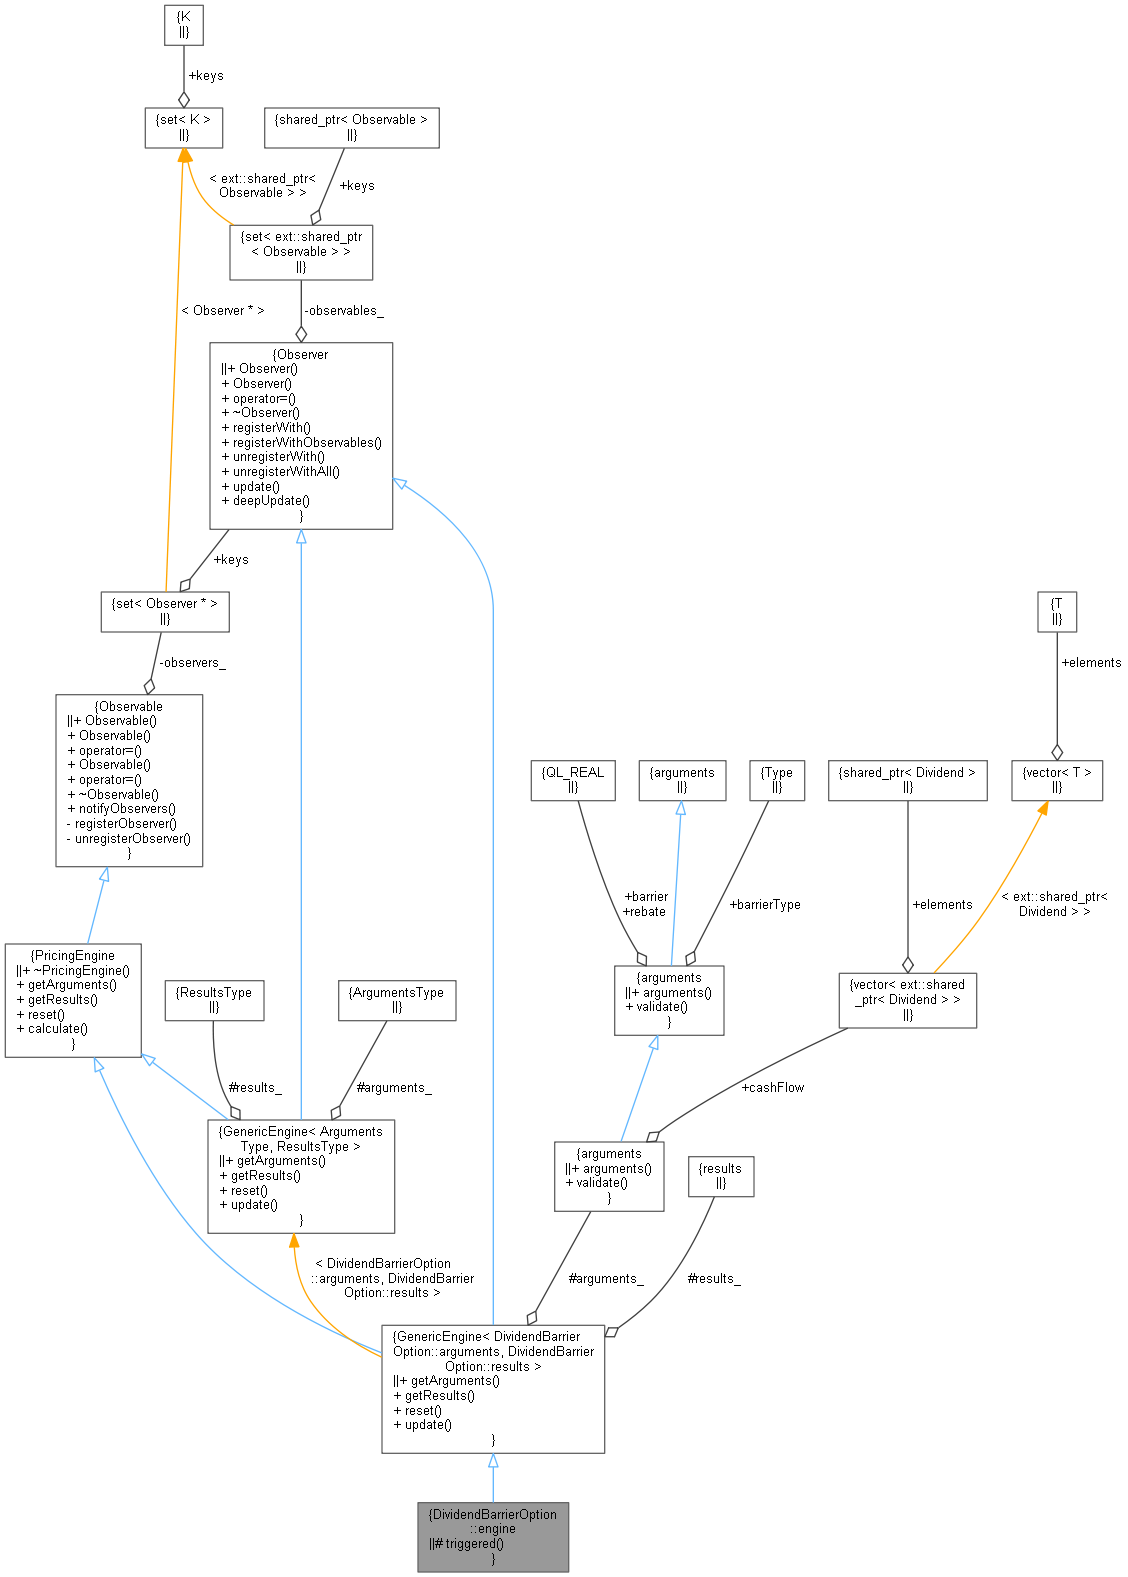 {K
||}
+keys
{set< K >
||}
{shared_ptr< Observable >
||}
< ext::shared_ptr<
Observable > >
+keys
{set< ext::shared_ptr
< Observable > >
||}
< Observer * >
-observables_
{Observer
||+ Observer()
+ Observer()
+ operator=()
+ ~Observer()
+ registerWith()
+ registerWithObservables()
+ unregisterWith()
+ unregisterWithAll()
+ update()
+ deepUpdate()
}
+keys
{set< Observer * >
||}
-observers_
{Observable
||+ Observable()
+ Observable()
+ operator=()
+ Observable()
+ operator=()
+ ~Observable()
+ notifyObservers()
- registerObserver()
- unregisterObserver()
}
{T
||}
+elements
{QL_REAL
||}
{arguments
||}
{Type
||}
{shared_ptr< Dividend >
||}
{vector< T >
||}
+barrier
+rebate
+barrierType
+elements
< ext::shared_ptr<
Dividend > >
{PricingEngine
||+ ~PricingEngine()
+ getArguments()
+ getResults()
+ reset()
+ calculate()
}
{ResultsType
||}
{ArgumentsType
||}
{arguments
||+ arguments()
+ validate()
}
{vector< ext::shared
_ptr< Dividend > >
||}
#results_
#arguments_
+cashFlow
{GenericEngine< Arguments
Type, ResultsType >
||+ getArguments()
+ getResults()
+ reset()
+ update()
}
{arguments
||+ arguments()
+ validate()
}
{results
||}
< DividendBarrierOption
::arguments, DividendBarrier
Option::results >
#arguments_
#results_
{GenericEngine< DividendBarrier
Option::arguments, DividendBarrier
Option::results >
||+ getArguments()
+ getResults()
+ reset()
+ update()
}
{DividendBarrierOption
::engine
||# triggered()
}